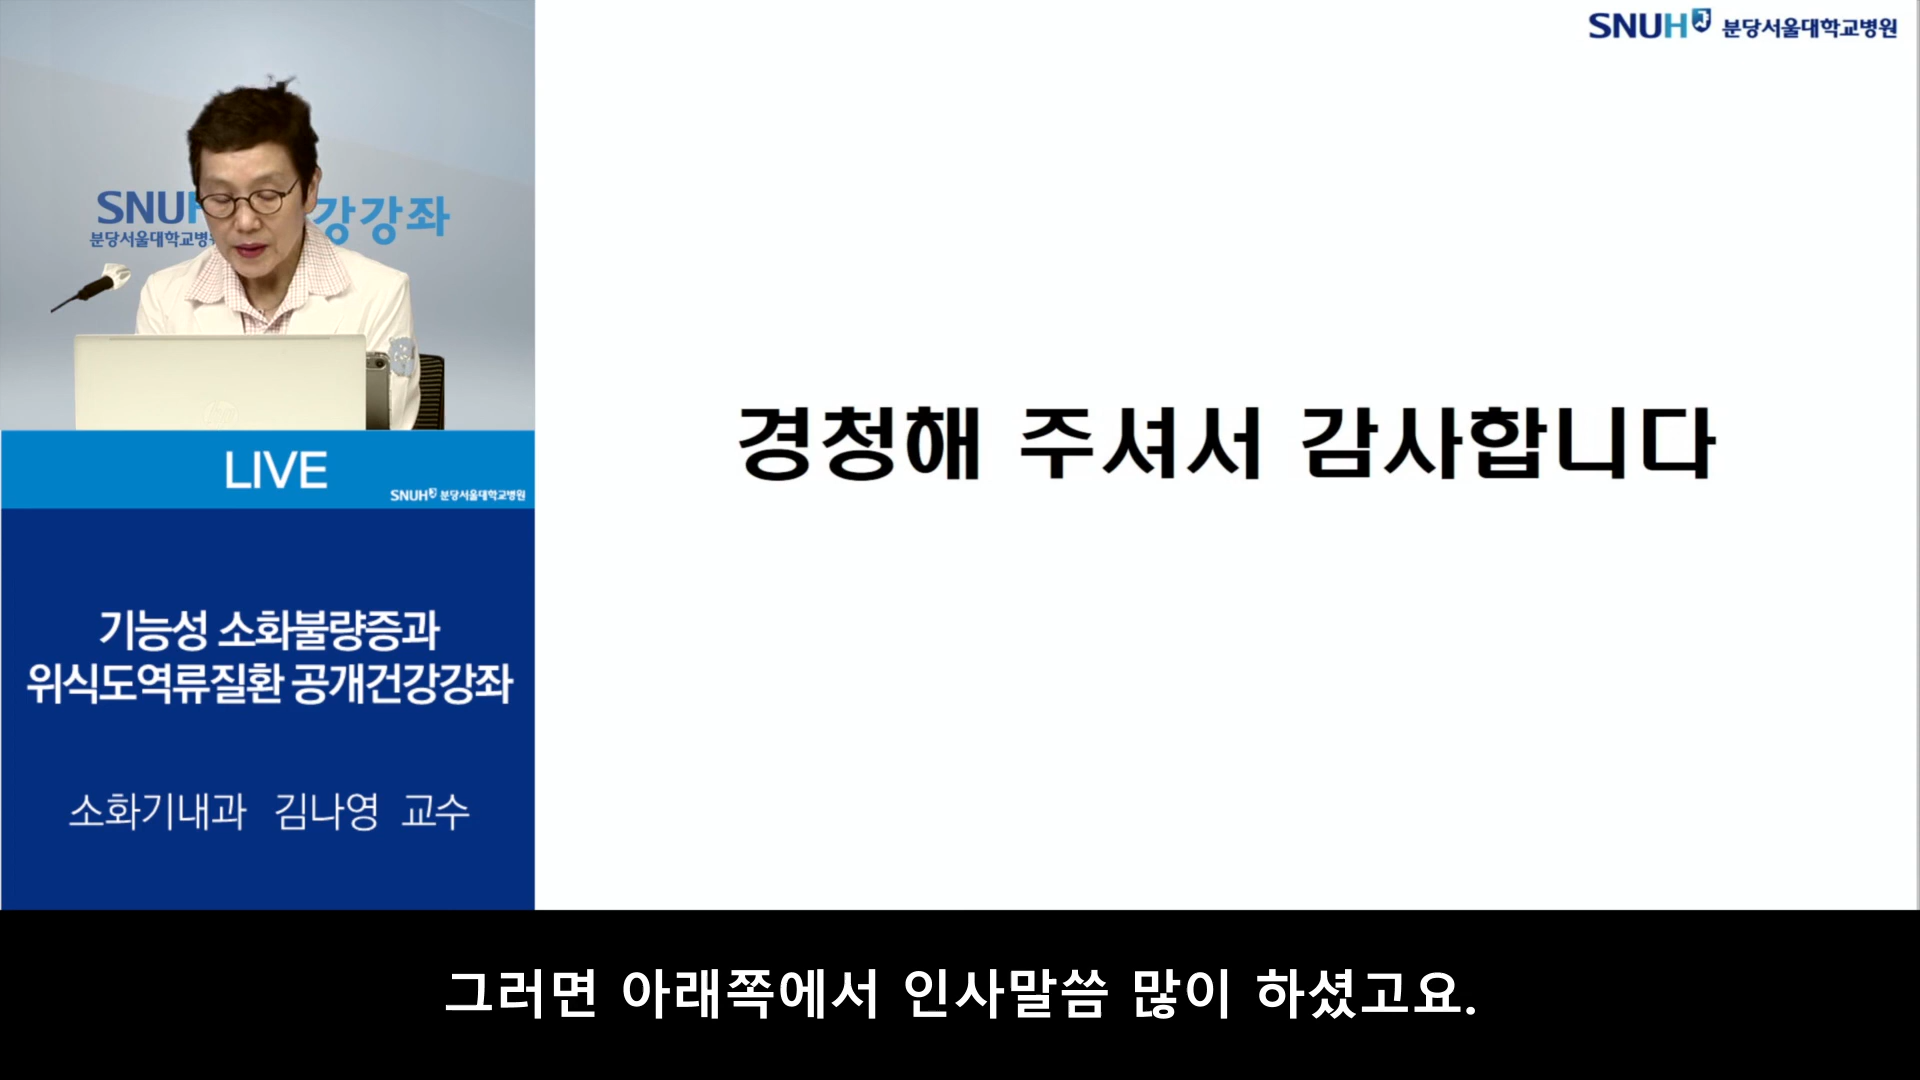 SNUH 분당서울대학교병원
SNUH 강강좌
분당서울대학교병원
LIVE
SNUH 분당서울대학교병원
기능성 소화불량증과
위식도역류질환 공개건강강좌
소화기내과 김나영 교수
경청해 주셔서 감사합니다
그러면 아래쪽에서 인사말씀 많이 하셨고요.